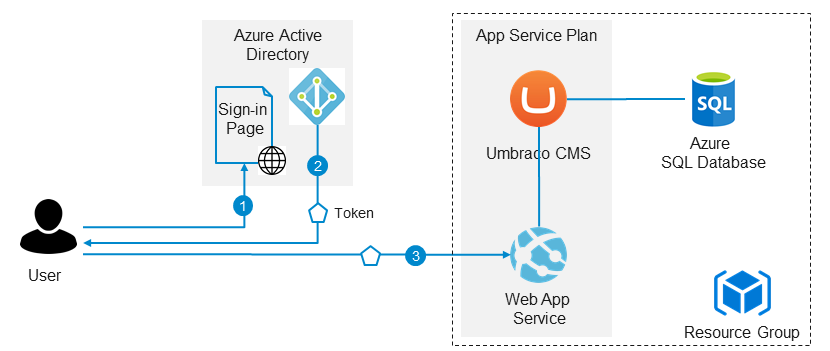 Azure Active
Directory
Sign-in
Page
1
2
Token
3
User
App Service Plan
Umbraco CMS
SQL
Azure
SQL Database
Web App
Service
Resource Group